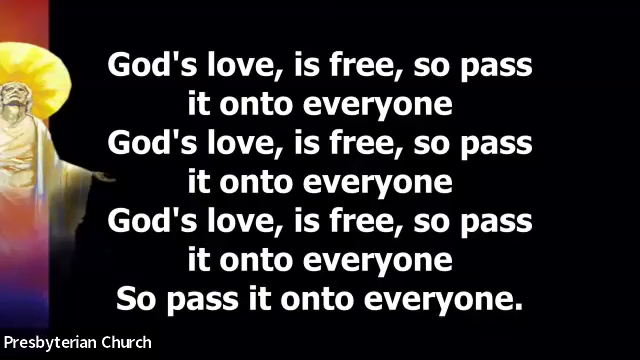 God's love, is free, so pass
it onto everyone
God's love, is free, so pass
it onto everyone
God's love, is free, so pass
it onto everyone
So pass it onto everyone.
Presbyterian Church